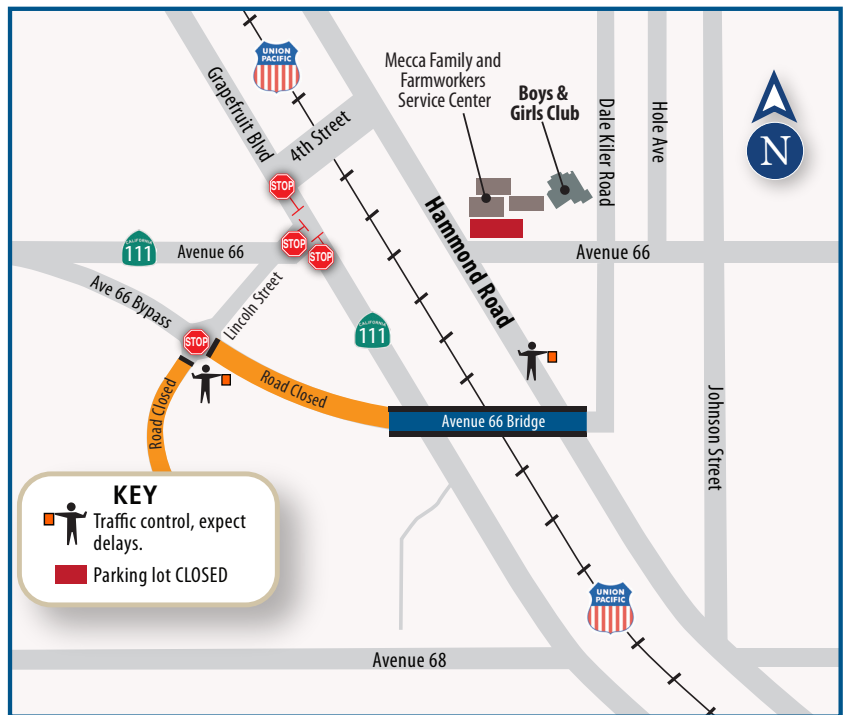 UNION
PACIFIC
Grapefruit Blvd
4th Street
Mecca Family and
Farmworkers
Service Center
Boys &
Girls Club
Dale Kiler Road
Hole Ave
N
STOP
STOP
STOP
CALIFORNIA
111
Avenue 66
Hammond Road
Avenue 66
Ave 66 Bypass
Lincoln Street
CALIFORNIA
111
STOP
Road Closed
Road Closed
Avenue 66 Bridge
Johnson Street
KEY
Traffic control, expect
delays.
Parking lot CLOSED
UNION
PACIFIC
Avenue 68